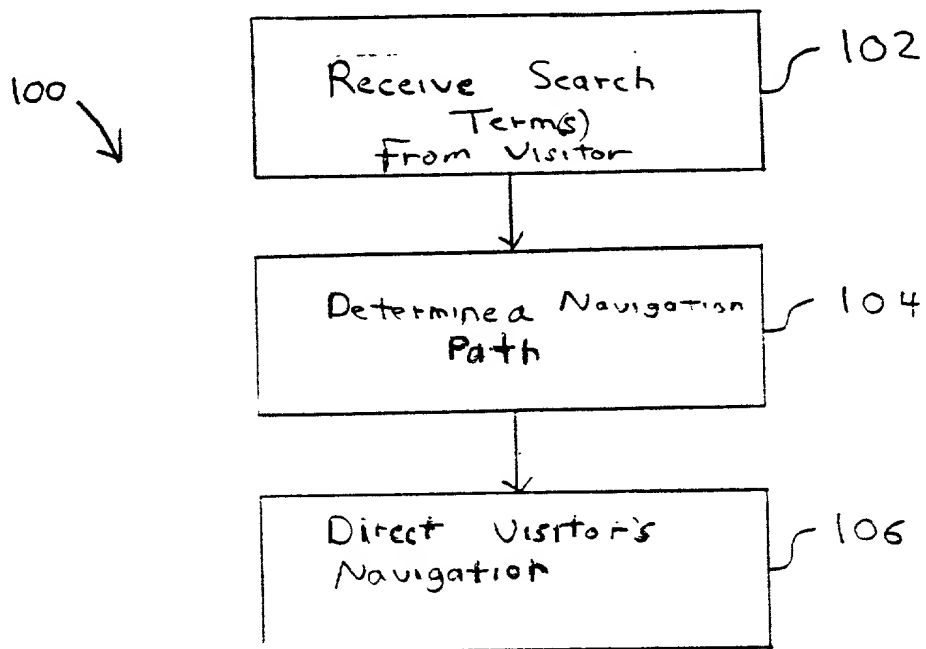 100
Receive Search
Term(s)
From Visitor
102
Determine a Navigation
Path
104
Direct Visitor's
Navigation
106